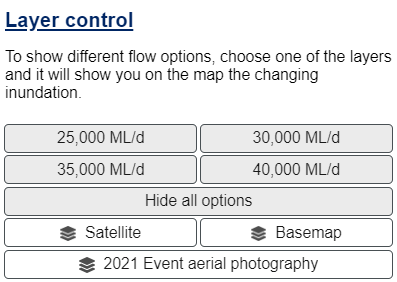 Layer control
To show different flow options, choose one of the layers
and it will show you on the map the changing
inundation.
25,000 ML/d
30,000 ML/d
35,000 ML/d
40,000 ML/d
Hide all options
Satellite
Basemap
2021 Event aerial photography